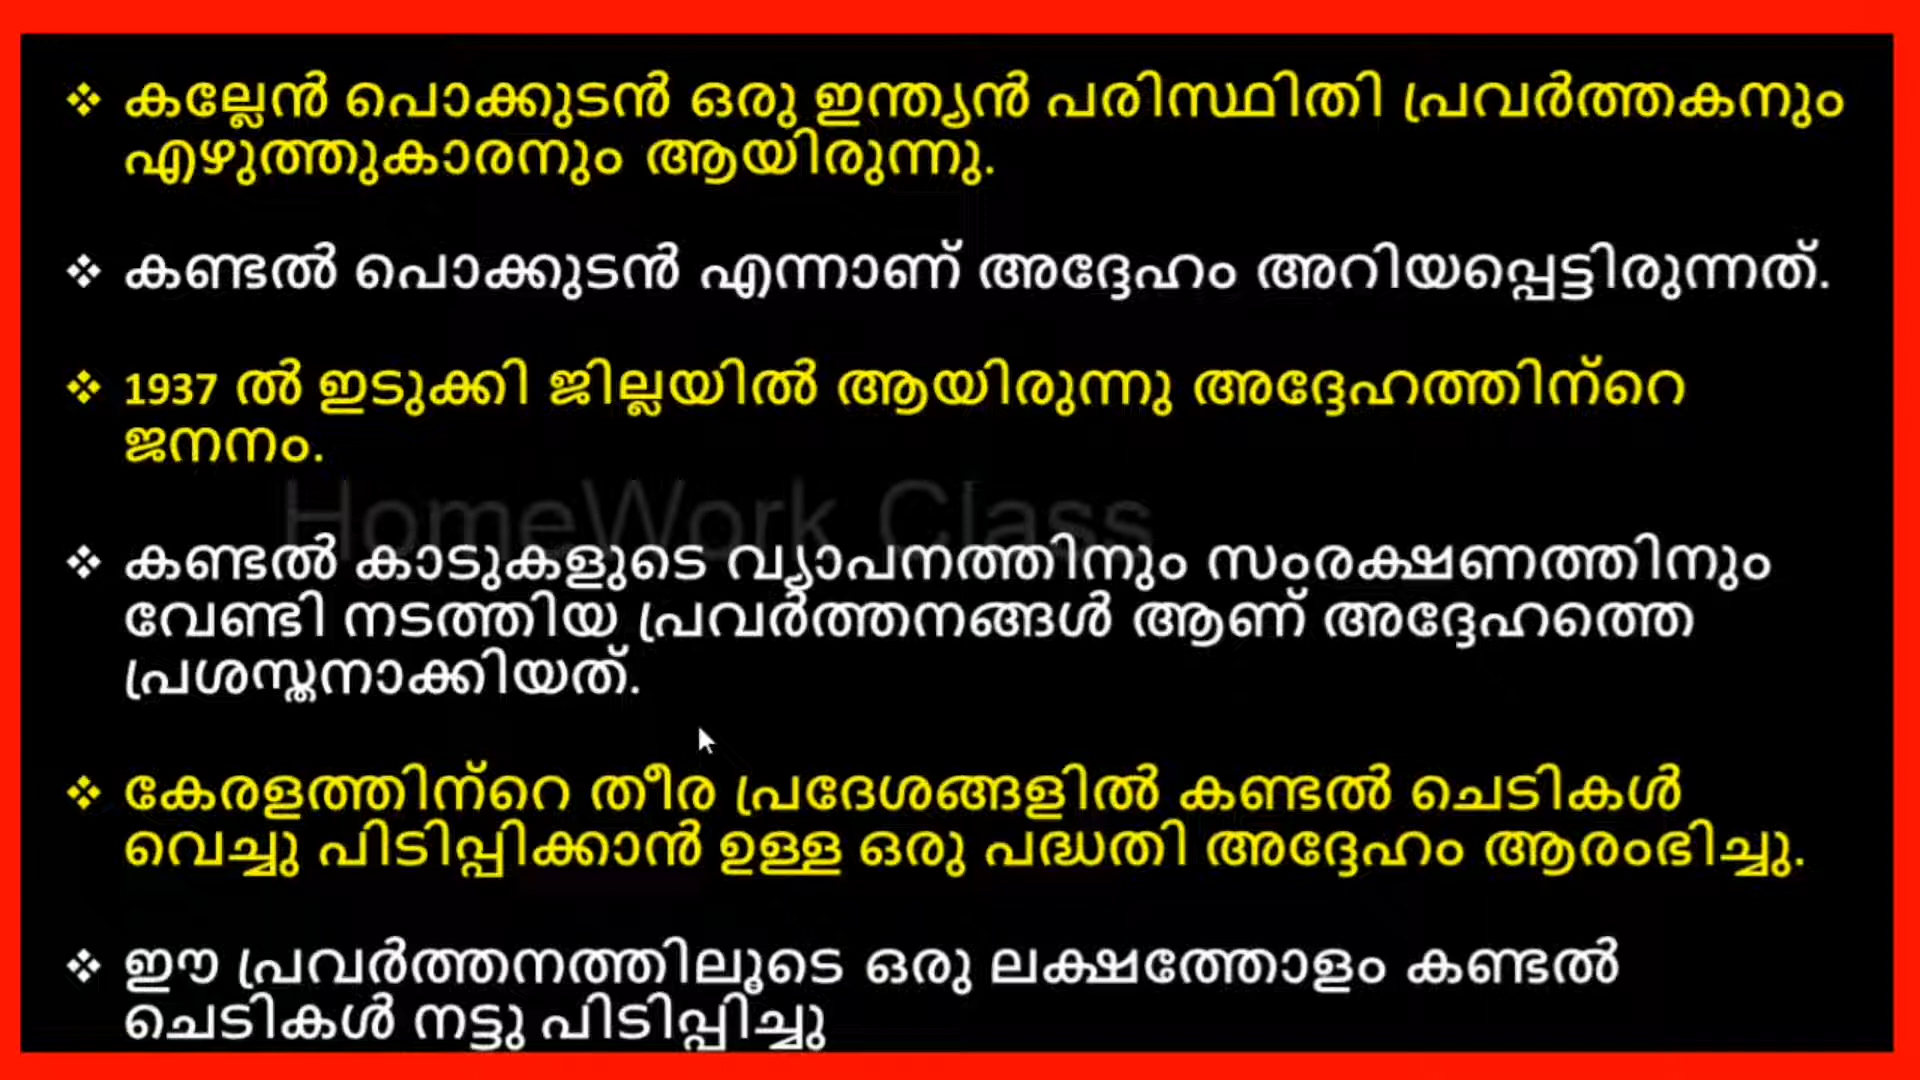 ❖ കല്ലേൻ പൊക്കുടൻ ഒരു ഇന്ത്യൻ പരിസ്ഥിതി പ്രവർത്തകനും
എഴുത്തുകാരനും ആയിരുന്നു.
❖ കണ്ടൽ പൊക്കുടൻ എന്നാണ് അദ്ദേഹം അറിയപ്പെട്ടിരുന്നത്.
❖ 1937 ൽ ഇടുക്കി ജില്ലയിൽ ആയിരുന്നു അദ്ദേഹത്തിന്റെ
ജനനം.
HomeWork Class
❖ കണ്ടൽ കാടുകളുടെ വ്യാപനത്തിനും സംരക്ഷണത്തിനും
വേണ്ടി നടത്തിയ പ്രവർത്തനങ്ങൾ ആണ് അദ്ദേഹത്തെ
പ്രശസ്തനാക്കിയത്.
❖ കേരളത്തിന്റെ തീര പ്രദേശങ്ങളിൽ കണ്ടൽ ചെടികൾ
വെച്ചു പിടിപ്പിക്കാൻ ഉള്ള ഒരു പദ്ധതി അദ്ദേഹം ആരംഭിച്ചു.
❖ ഈ പ്രവർത്തനത്തിലൂടെ ഒരു ലക്ഷത്തോളം കണ്ടൽ
ചെടികൾ നട്ടു പിടിപ്പിച്ചു